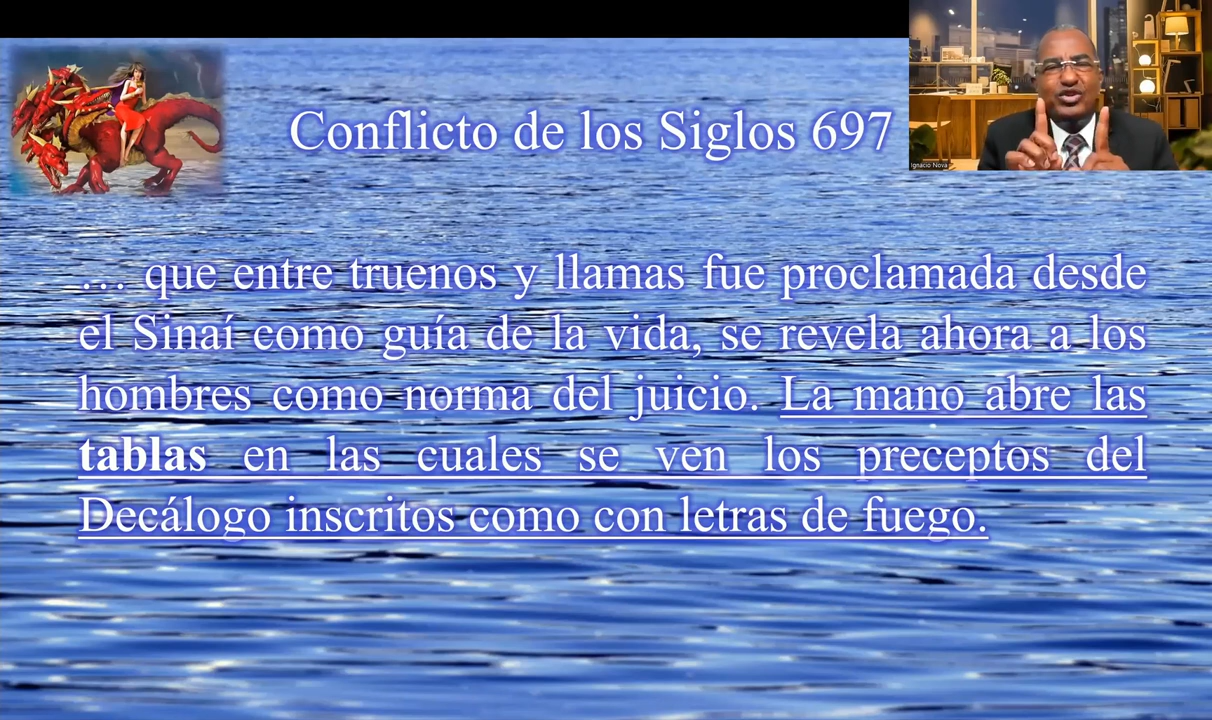 Conflicto de los Siglos 697
Ignacio Nova
… que entre truenos y llamas fue proclamada desde
el Sinaí como guía de la vida, se revela ahora a los
hombres como norma del juicio. La mano abre las
tablas en las cuales se ven los preceptos del
Decálogo inscritos como con letras de fuego.